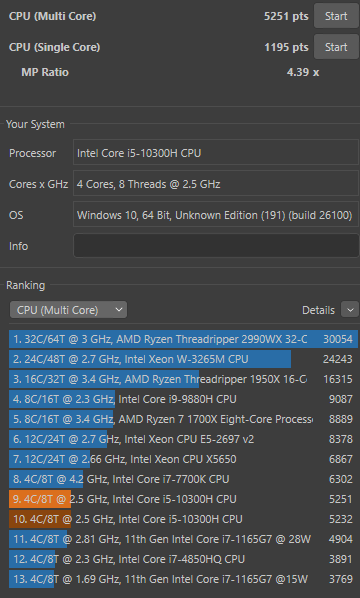 CPU (Multi Core) 5251 pts Start
CPU (Single Core) 1195 pts Start
MP Ratio 4.39 x
Your System
Processor Intel Core i5-10300H CPU
Cores x GHz 4 Cores, 8 Threads @ 2.5 GHz
OS Windows 10, 64 Bit, Unknown Edition (191) (build 26100)
Info
Ranking
CPU (Multi Core) Details
1. 32C/64T @ 3 GHz, AMD Ryzen Threadripper 2990WX 32-C 30054
2. 24C/48T @ 2.7 GHz, Intel Xeon W-3265M CPU 24243
3. 16C/32T @ 3.4 GHz, AMD Ryzen Threadripper 1950X 16-Co 16315
4. 8C/16T @ 2.3 GHz, Intel Core i9-9880H CPU 9087
5. 8C/16T @ 3.4 GHz, AMD Ryzen 7 1700X Eight-Core Processo 8889
6. 12C/24T @ 2.7 GHz, Intel Xeon CPU E5-2697 v2 8378
7. 12C/24T @ 2.66 GHz, Intel Xeon CPU X5650 6867
8. 4C/8T @ 4.2 GHz, Intel Core i7-7700K CPU 6302
9. 4C/8T @ 2.5 GHz, Intel Core i5-10300H CPU 5251
10. 4C/8T @ 2.5 GHz, Intel Core i5-10300H CPU 5232
11. 4C/8T @ 2.81 GHz, 11th Gen Intel Core i7-1165G7 @ 28W 4904
12. 4C/8T @ 2.3 GHz, Intel Core i7-4850HQ CPU 3891
13. 4C/8T @ 1.69 GHz, 11th Gen Intel Core i7-1165G7 @15W 3769